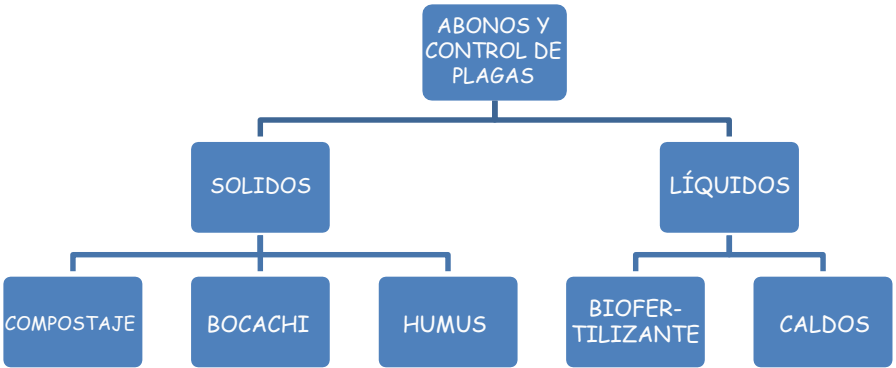 ABONOS Y
CONTROL DE
PLAGAS
SOLIDOS
LÍQUIDOS
COMPOSTAJE
BOCACHI
HUMUS
BIOFER-
TILIZANTE
CALDOS